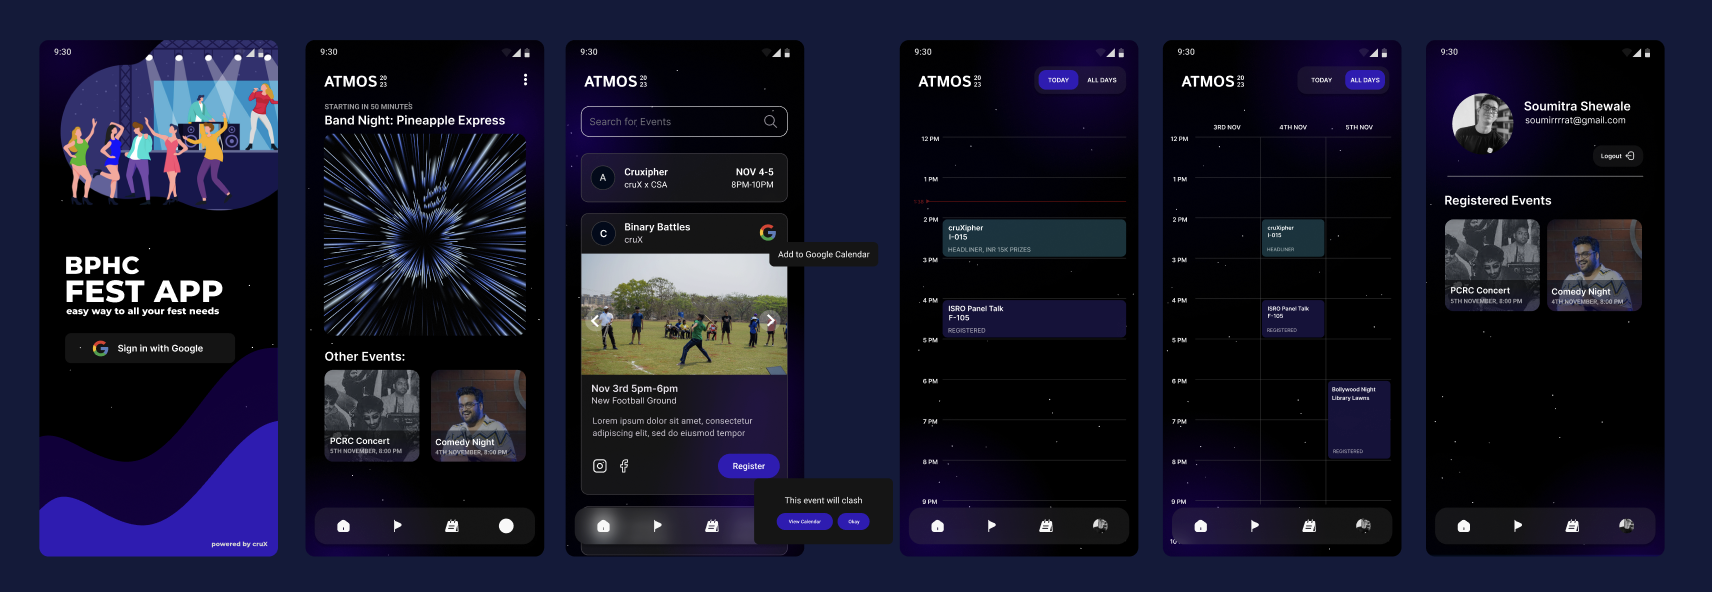 9:30
BPHC
FEST APP
easy way to all your fest needs
Sign in with Google
powered by cruX
9:30
ATMOS 20 23
STARTING IN 50 MINUTES
Band Night: Pineapple Express
Other Events:
PCRC Concert
5TH NOVEMBER, 8:00 PM
Comedy Night
4TH NOVEMBER, 8:00 PM
9:30
ATMOS 20 23
Search for Events
A
Cruxipher
cruX x CSA
NOV 4-5
8PM-10PM
C
Binary Battles
cruX
Add to Google Calendar
Nov 3rd 5pm-6pm
New Football Ground
Lorem ipsum dolor sit amet, consectetur
adipiscing elit, sed do eiusmod tempor
Register
This event will clash
View Calendar
Okay
9:30
ATMOS 20 23
TODAY
ALL DAYS
12 PM
1 PM
2 PM
cruXipher
I-015
HEADLINER, INR 15K PRIZES
3 PM
4 PM
ISRO Panel Talk
F-105
REGISTERED
5 PM
6 PM
7 PM
8 PM
9 PM
9:30
ATMOS 20 23
TODAY
ALL DAYS
3RD NOV
4TH NOV
5TH NOV
12 PM
1 PM
2 PM
cruXipher
I-015
HEADLINER
3 PM
4 PM
ISRO Panel Talk
F-105
REGISTERED
5 PM
6 PM
Bollywood Night
Library Lawns
7 PM
REGISTERED
8 PM
9 PM
10
9:30
Soumitra Shewale
soumirrrrat@gmail.com
Logout
Registered Events
PCRC Concert
5TH NOVEMBER, 8:00 PM
Comedy Night
4TH NOVEMBER, 8:00 PM